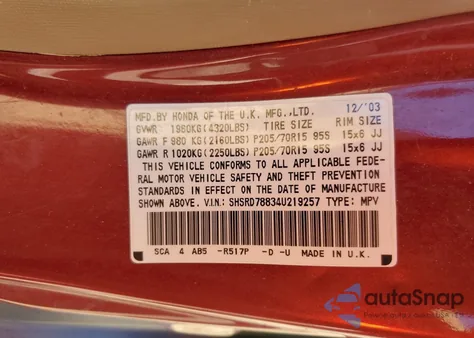 MFD.BY HONDA OF THE U.K. MFG.,LTD. 12/'03
GVWR 1960KG(4320LBS) TIRE SIZE RIM SIZE
GAWR F 980 KG(2160LBS) P205/70R15 95S 15x6 JJ
GAWR R 1020KG(2250LBS) P205/70R15 95S 15x6 JJ
THIS VEHICLE CONFORMS TO ALL APPLICABLE FEDE-
RAL MOTOR VEHICLE SAFETY AND THEFT PREVENTION
STANDARDS IN EFFECT ON THE DATE OF MANUFACTURE
SHOWN ABOVE. V.I.N: SHSRD78834U219257 TYPE: MPV
SCA 4 ABS -R517P -D -U MADE IN U.K.
autoSnap